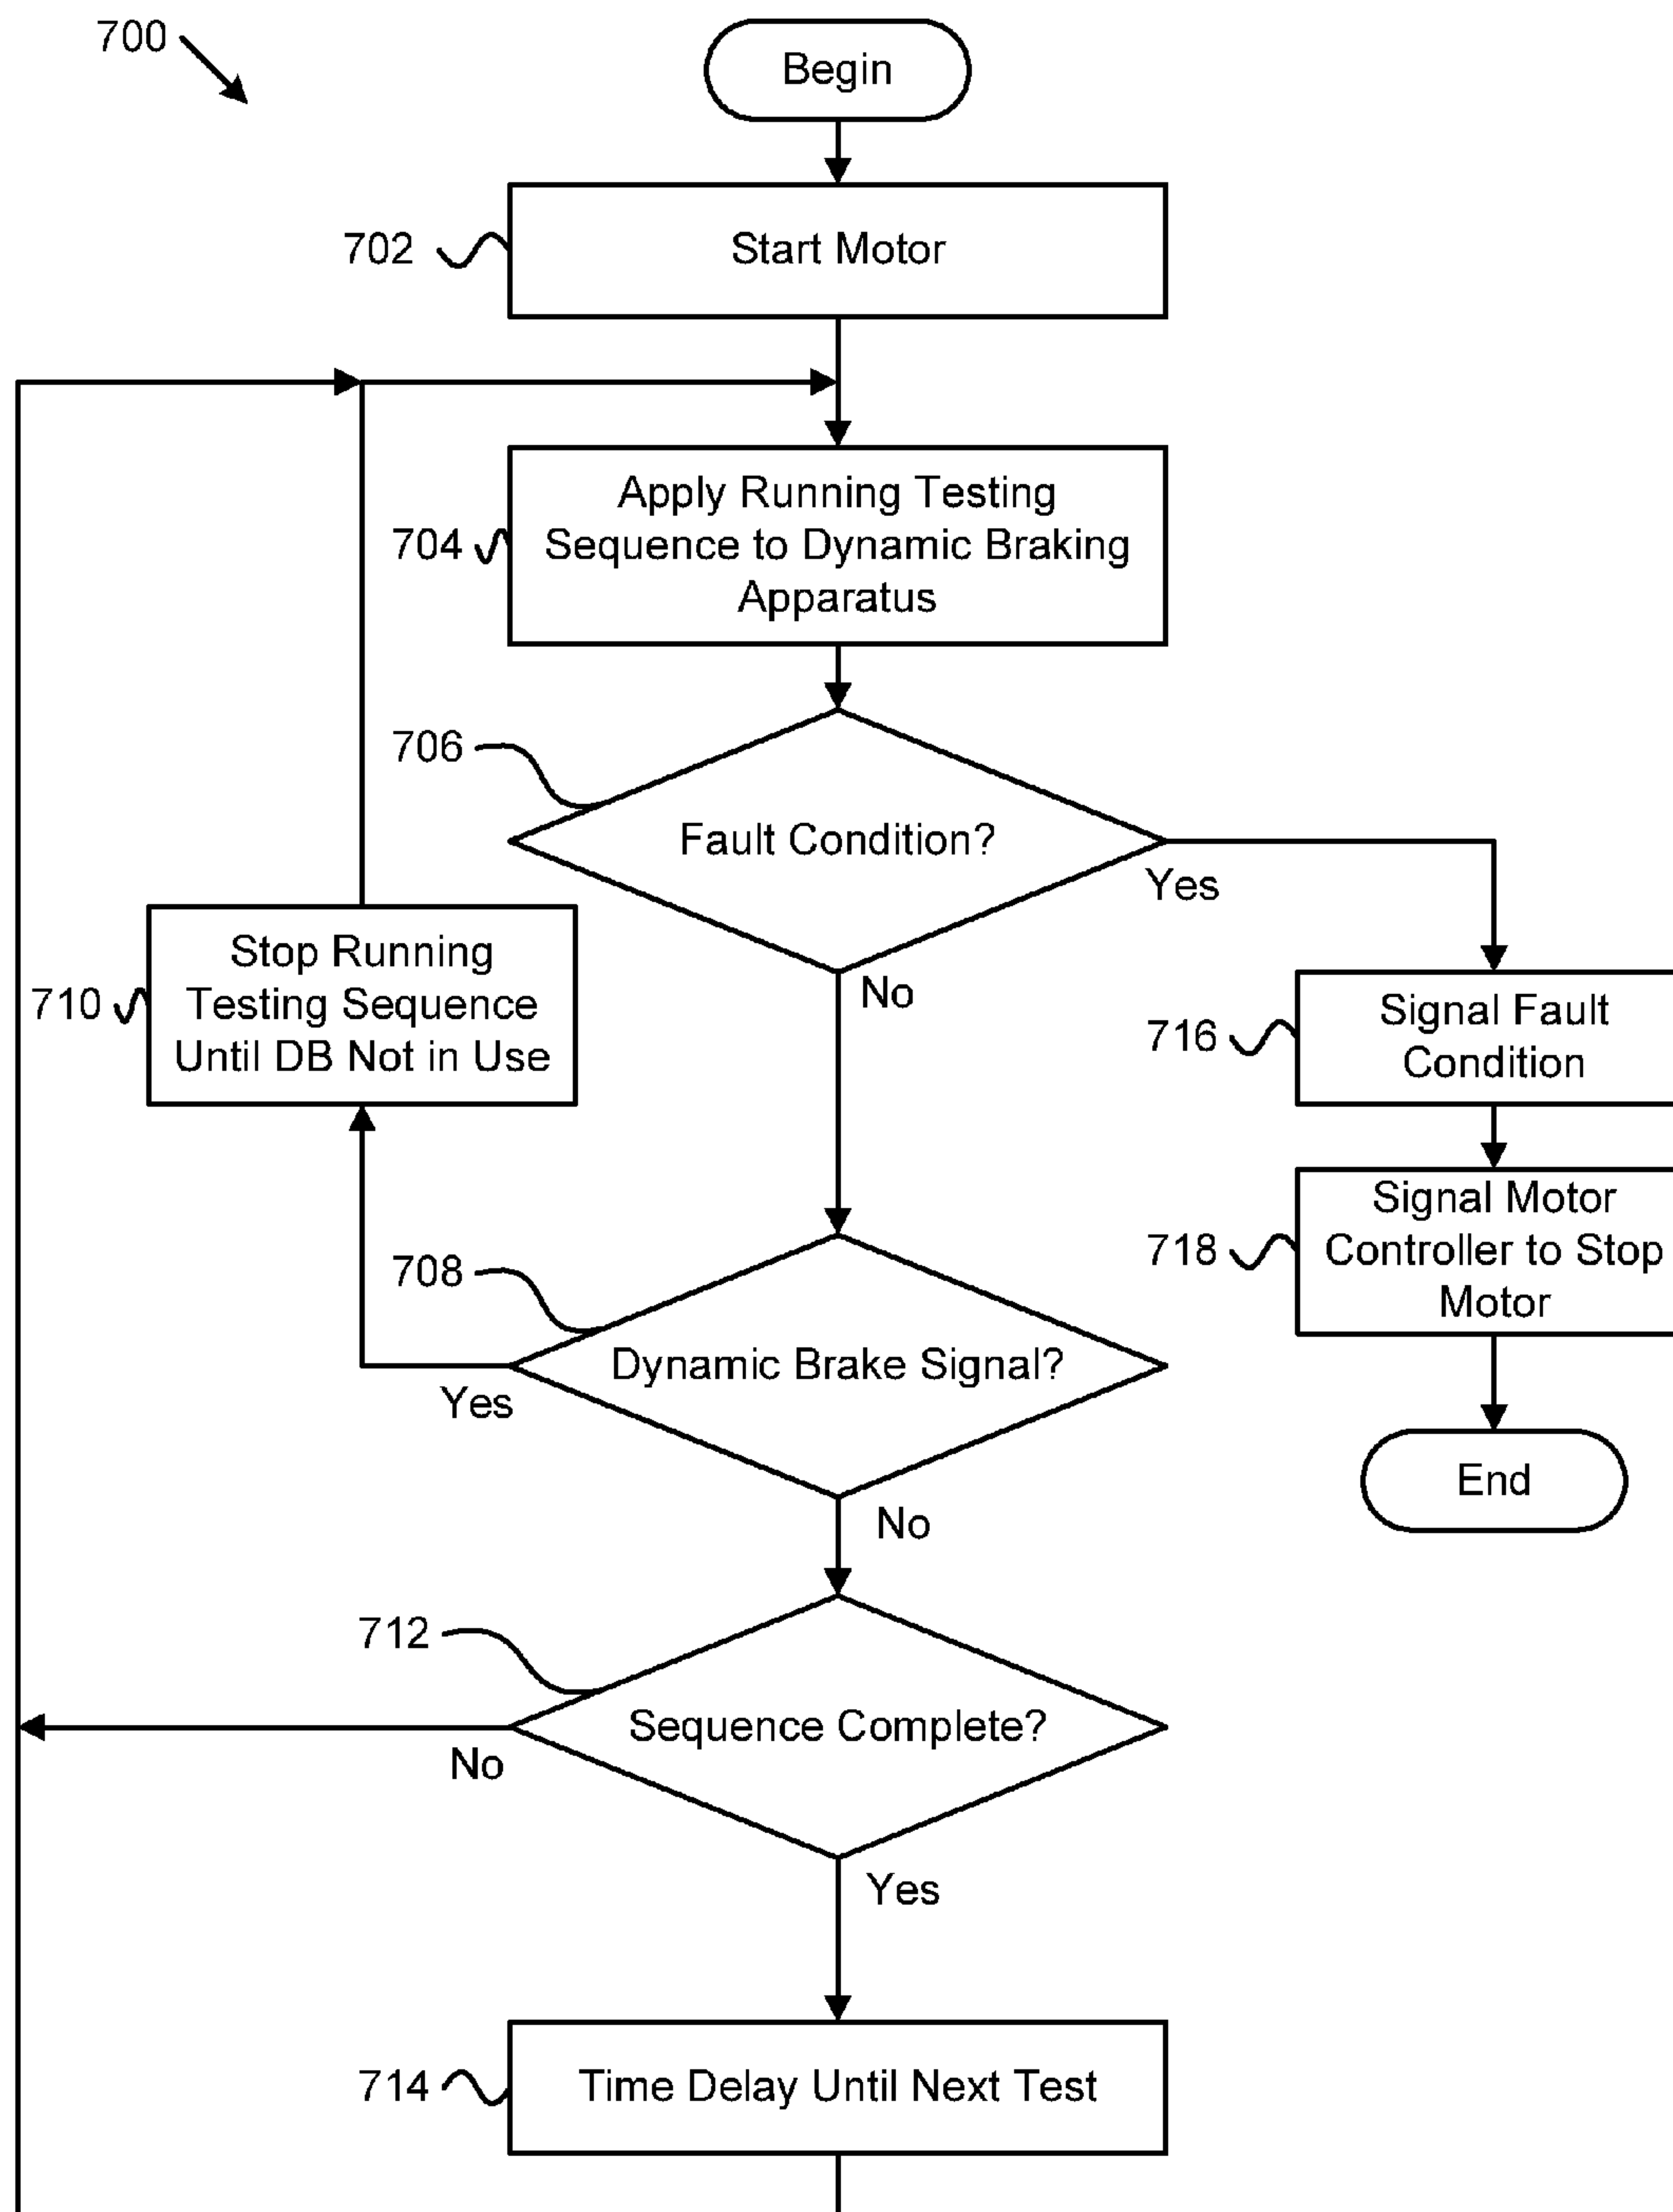 700
Begin
702
Start Motor
704
Apply Running Testing
Sequence to Dynamic Braking
Apparatus
706
Fault Condition?
Yes
No
710
Stop Running
Testing Sequence
Until DB Not in Use
716
Signal Fault
Condition
718
Signal Motor
Controller to Stop
Motor
708
Dynamic Brake Signal?
Yes
No
End
712
Sequence Complete?
No
Yes
714
Time Delay Until Next Test